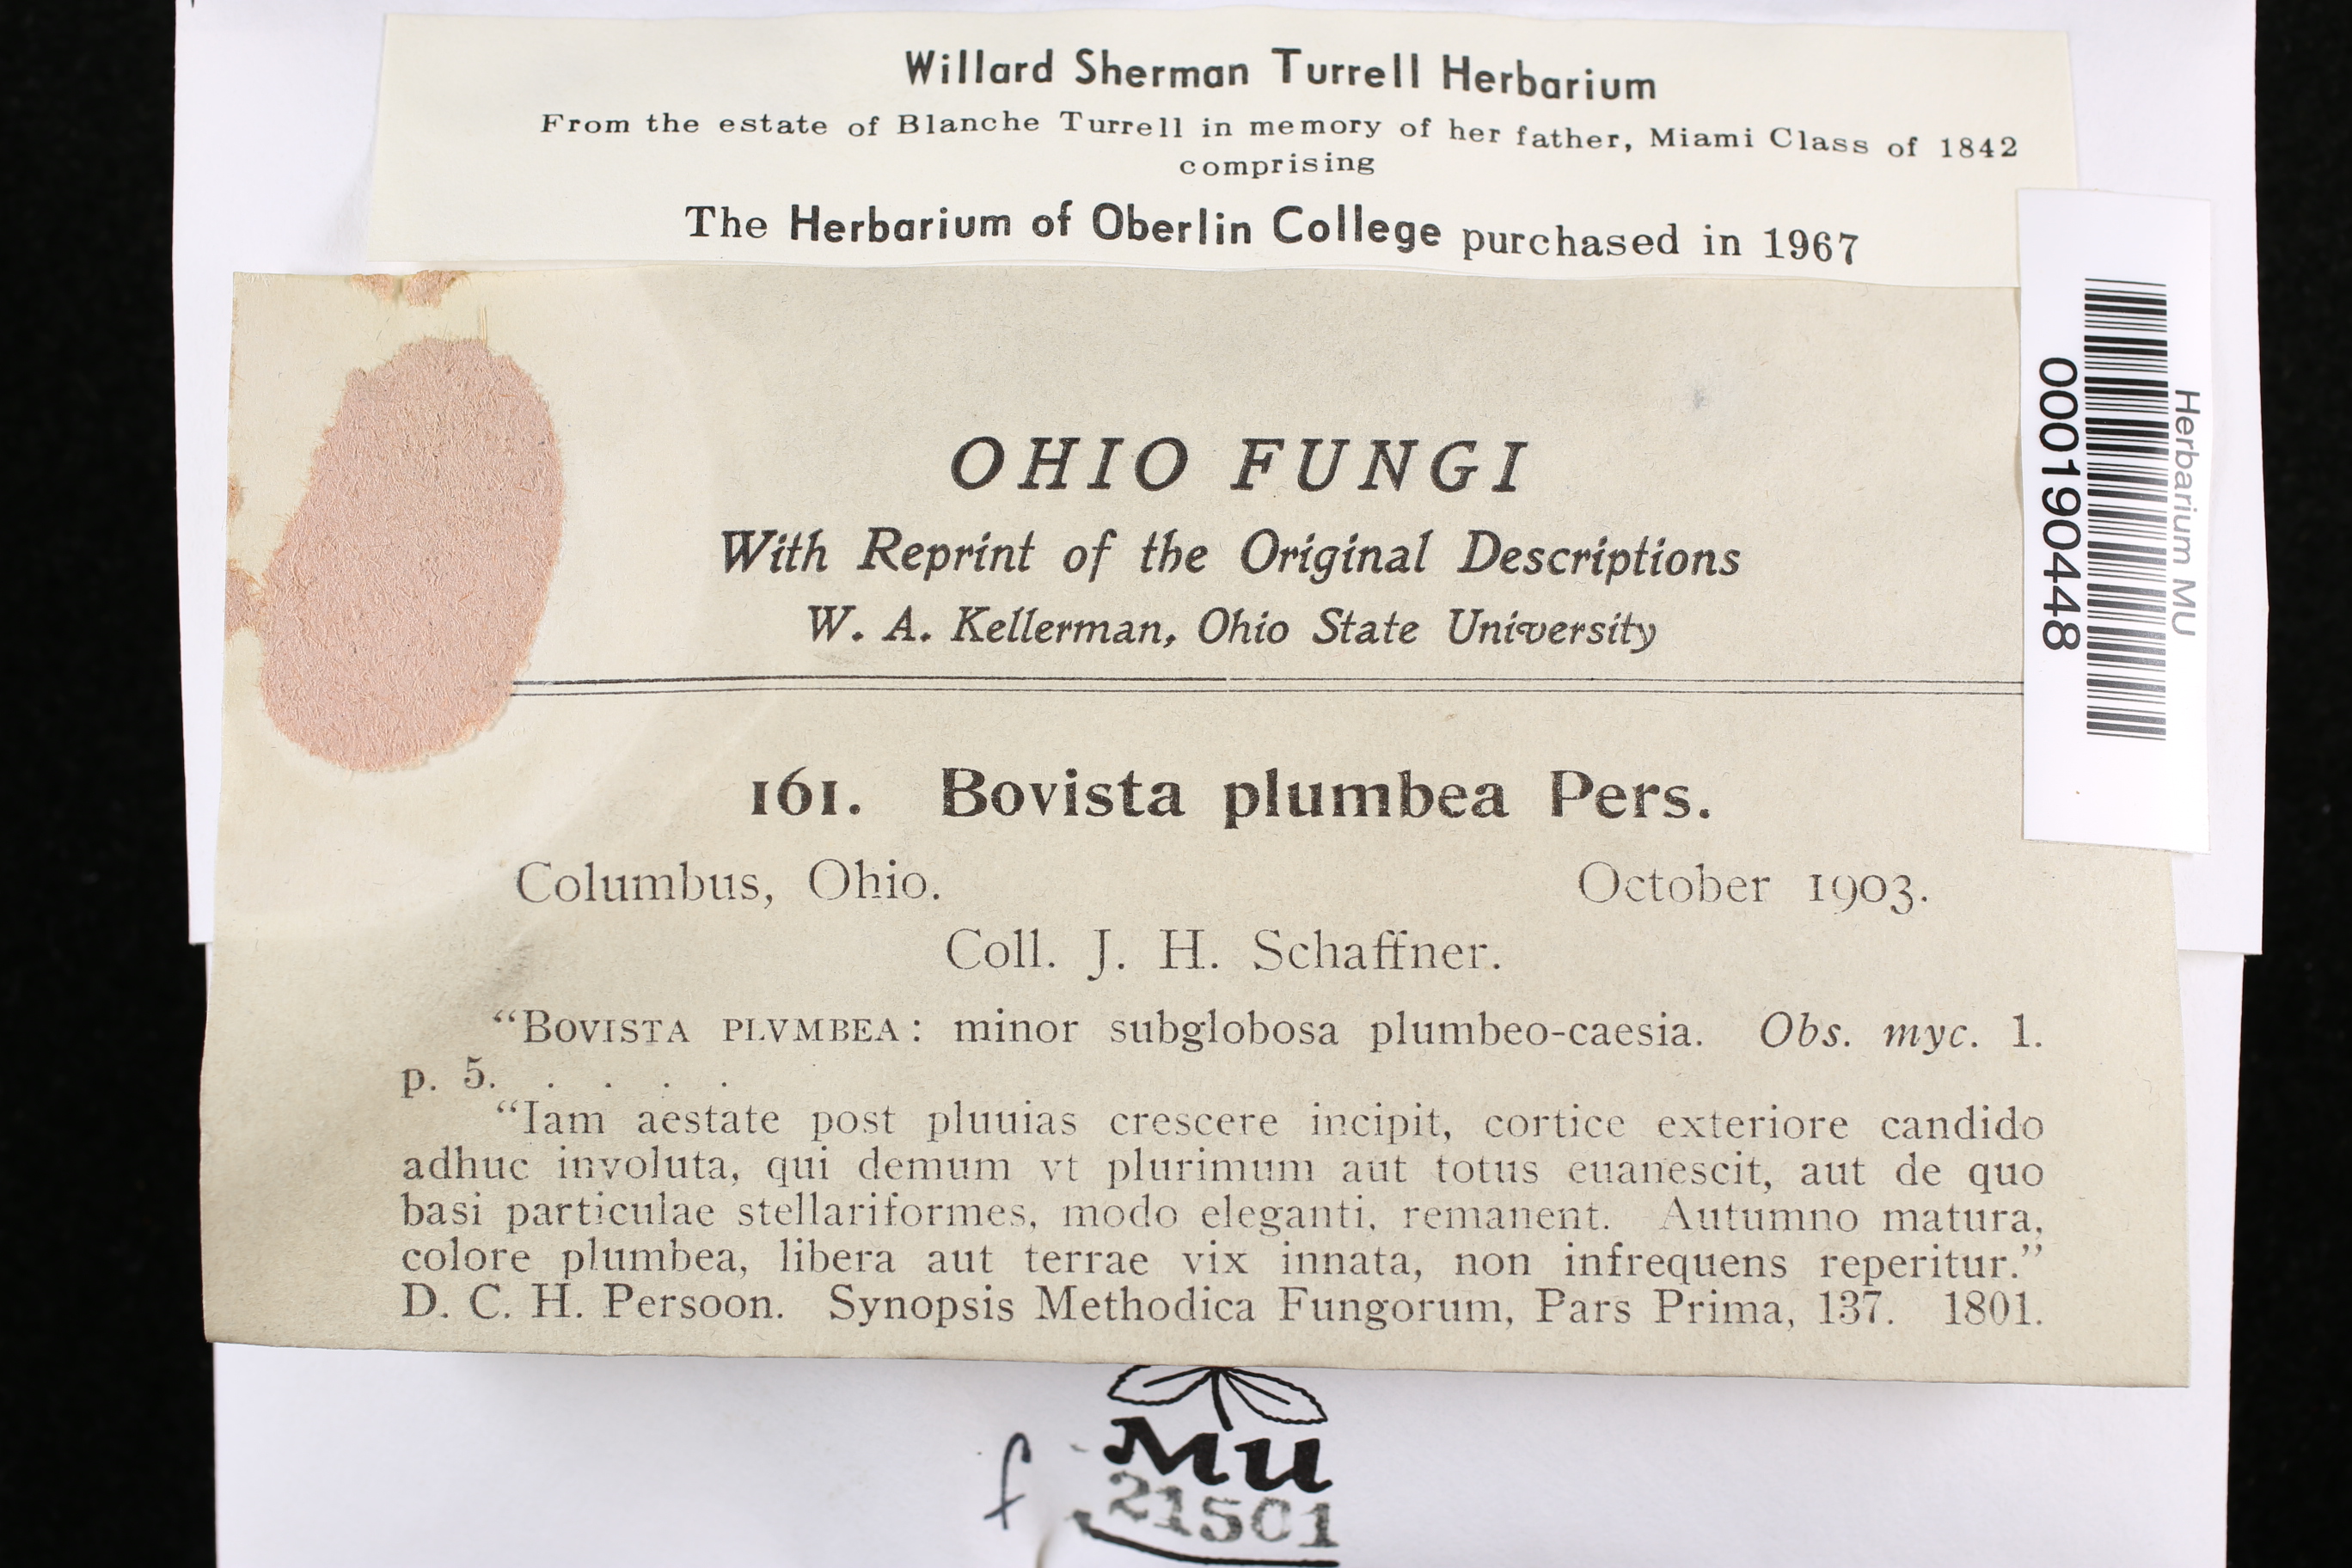 Willard Sherman Turrell Herbarium
From the estate of Blanche Turrell in memory of her father, Miami Class of 1842
comprising
The Herbarium of Oberlin College purchased in 1967
OHIO FUNGI
With Reprint of the Original Descriptions
W. A. Kellerman, Ohio State University
161. Bovista plumbea Pers.
Columbus, Ohio. October 1903.
Coll. J. H. Schaffner.
“BOVISTA PLVMBEA: minor subglobosa plumbeo-caesia. Obs. myc. 1.
p. 5. . . . .
“Iam aestate post pluuias crescere incipit, cortice exteriore candido
adhuc involuta, qui demum vt plurimum aut totus euanescit, aut de quo
basi particulae stellariformes, modo eleganti, remanent. Autumno matura,
colore plumbea, libera aut terrae vix innata, non infrequens reperitur.”
D. C. H. Persoon. Synopsis Methodica Fungorum, Pars Prima, 137. 1801.
Herbarium MU
000190448
MU
f 21501